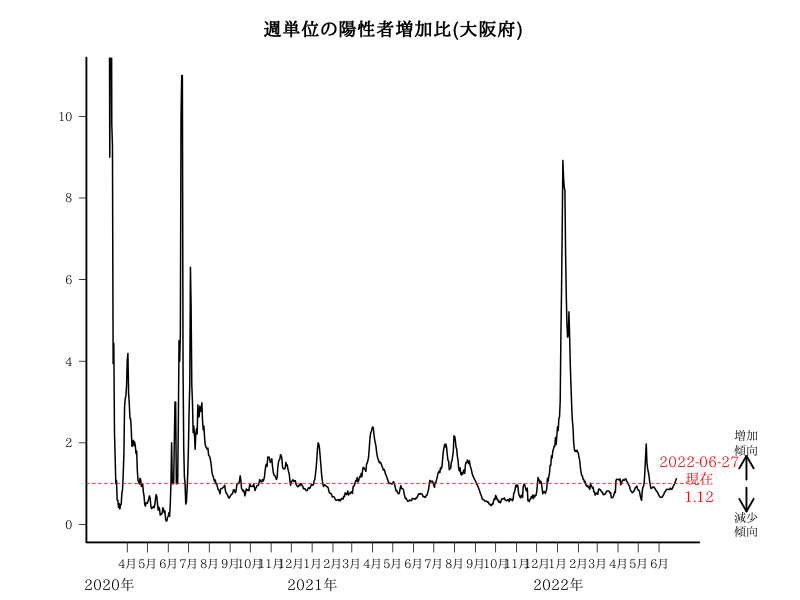 週単位の陽性者増加比(大阪府)
10
8
6
4
2
0
増加
傾向
2022-06-27
現在
1.12
減少
傾向
4月 5月 6月 7月 8月 9月 10月 11月 12月 1月 2月 3月 4月 5月 6月 7月 8月 9月 10月 11月 12月 1月 2月 3月 4月 5月 6月
2020年 2021年 2022年